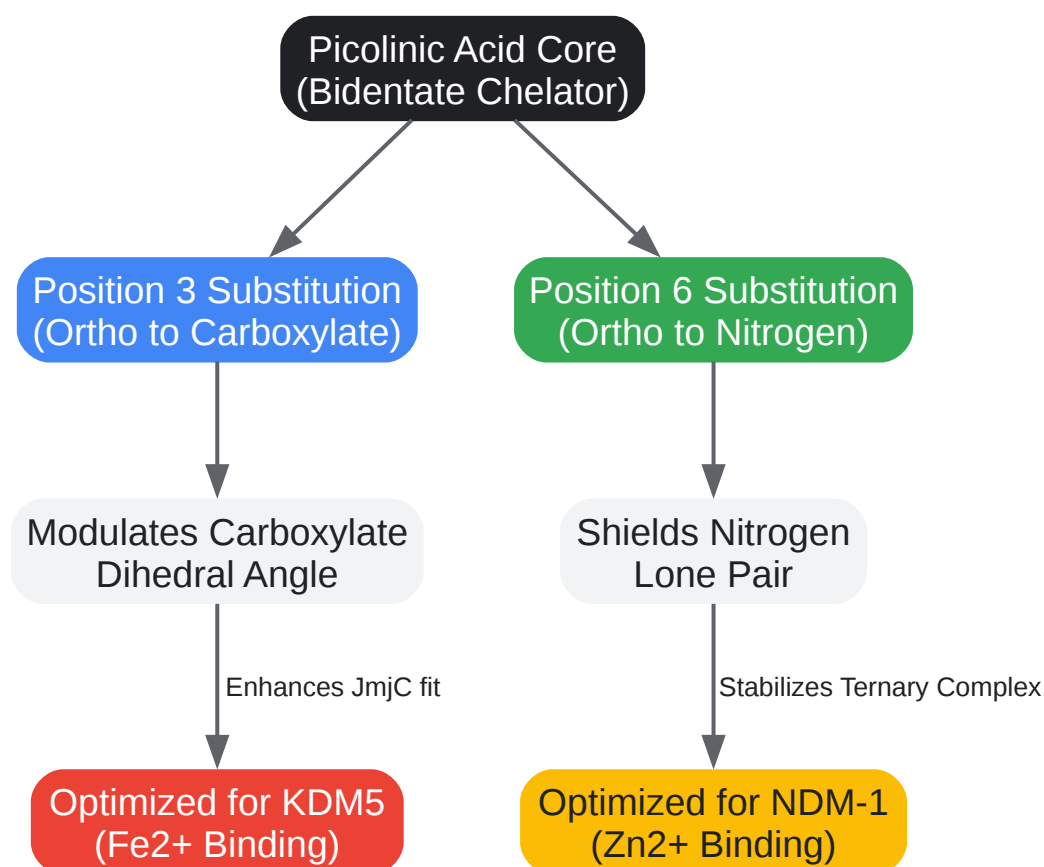 Picolinic Acid Core
(Bidentate Chelator)
Position 3 Substitution
(Ortho to Carboxylate)
Position 6 Substitution
(Ortho to Nitrogen)
Modulates Carboxylate
Dihedral Angle
Shields Nitrogen
Lone Pair
Enhances JmjC fit
Stabilizes Ternary Complex
Optimized for KDM5
(Fe2+ Binding)
Optimized for NDM-1
(Zn2+ Binding)